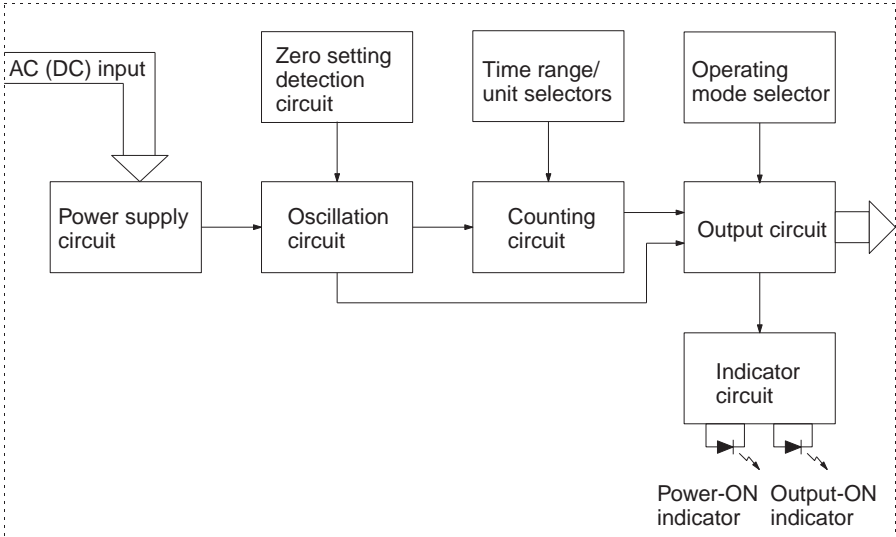 AC (DC) input
Zero setting
detection
circuit
Time range/
unit selectors
Operating
mode selector
Power supply
circuit
Oscillation
circuit
Counting
circuit
Output circuit
Indicator
circuit
Power-ON
indicator
Output-ON
indicator